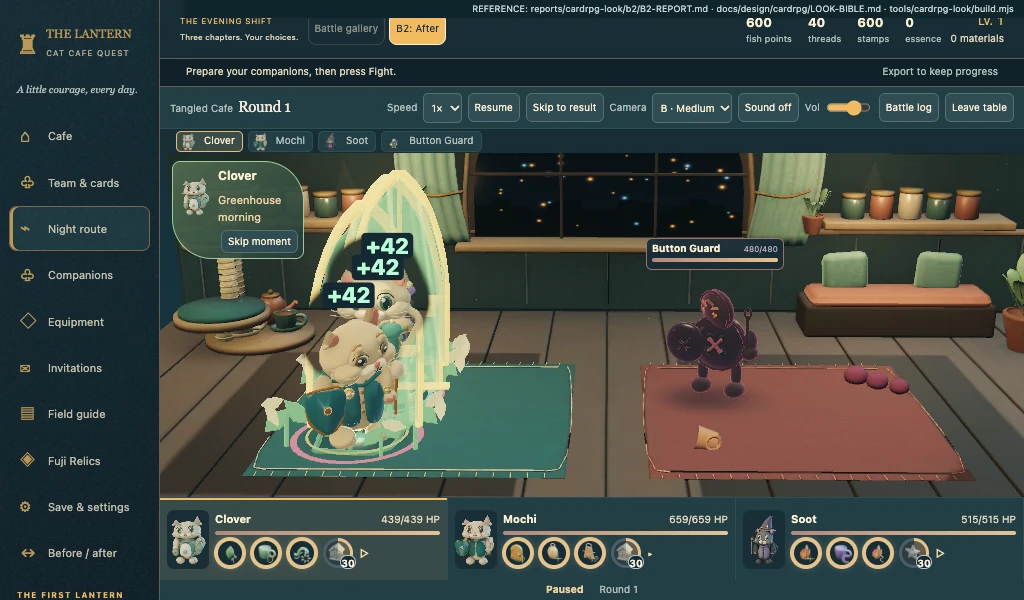 REFERENCE: reports/cardrpg-look/b2/B2-REPORT.md · docs/design/cardrpg/LOOK-BIBLE.md · tools/cardrpg-look/build.mjs
THE LANTERN
CAT CAFE QUEST
A little courage, every day.
Cafe
Team & cards
Night route
Companions
Equipment
Invitations
Field guide
Fuji Relics
Save & settings
Before / after
THE FIRST LANTERN
THE EVENING SHIFT
Three chapters. Your choices.
Battle gallery
B2: After
600 40 600 0 LV. 1
fish points threads stamps essence 0 materials
Prepare your companions, then press Fight.
Export to keep progress
Tangled Cafe Round 1
Speed 1x Resume Skip to result Camera B · Medium Sound off Vol Battle log Leave table
Clover Mochi Soot Button Guard
Clover
Greenhouse
morning
Skip moment
+42
+42
+42
Button Guard 480/480
Clover 439/439 HP
30
Mochi 659/659 HP
30
Soot 515/515 HP
30
Paused Round 1